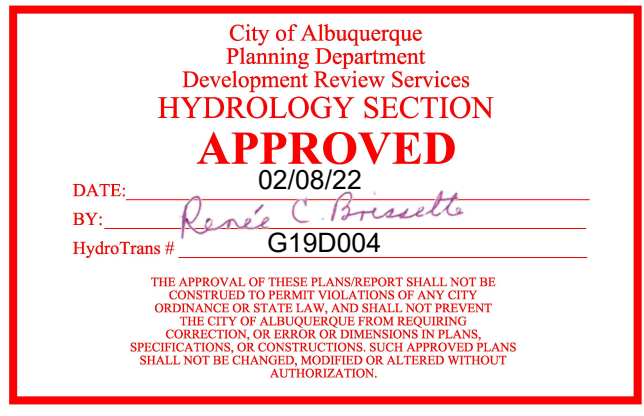 City of Albuquerque
Planning Department
Development Review Services
HYDROLOGY SECTION
APPROVED
DATE: 02/08/22
BY: Renée C. Brissette
HydroTrans # G19D004
THE APPROVAL OF THESE PLANS/REPORT SHALL NOT BE
CONSTRUED TO PERMIT VIOLATIONS OF ANY CITY
ORDINANCE OR STATE LAW, AND SHALL NOT PREVENT
THE CITY OF ALBUQUERQUE FROM REQUIRING
CORRECTION, OR ERROR OR DIMENSIONS IN PLANS,
SPECIFICATIONS, OR CONSTRUCTIONS. SUCH APPROVED PLANS
SHALL NOT BE CHANGED, MODIFIED OR ALTERED WITHOUT
AUTHORIZATION.